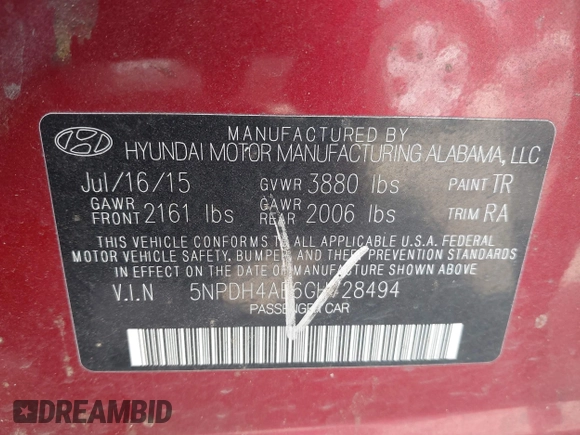 MANUFACTURED BY
HYUNDAI MOTOR MANUFACTURING ALABAMA, LLC
Jul/16/15 GVWR 3880 lbs PAINT TR
GAWR FRONT 2161 lbs GAWR REAR 2006 lbs TRIM RA
THIS VEHICLE CONFORMS TO ALL APPLICABLE U.S.A. FEDERAL
MOTOR VEHICLE SAFETY, BUMPER, AND THEFT PREVENTION STANDARDS
IN EFFECT ON THE DATE OF MANUFACTURE SHOWN ABOVE.
V.I.N
PASSENGER CAR
DREAMBID